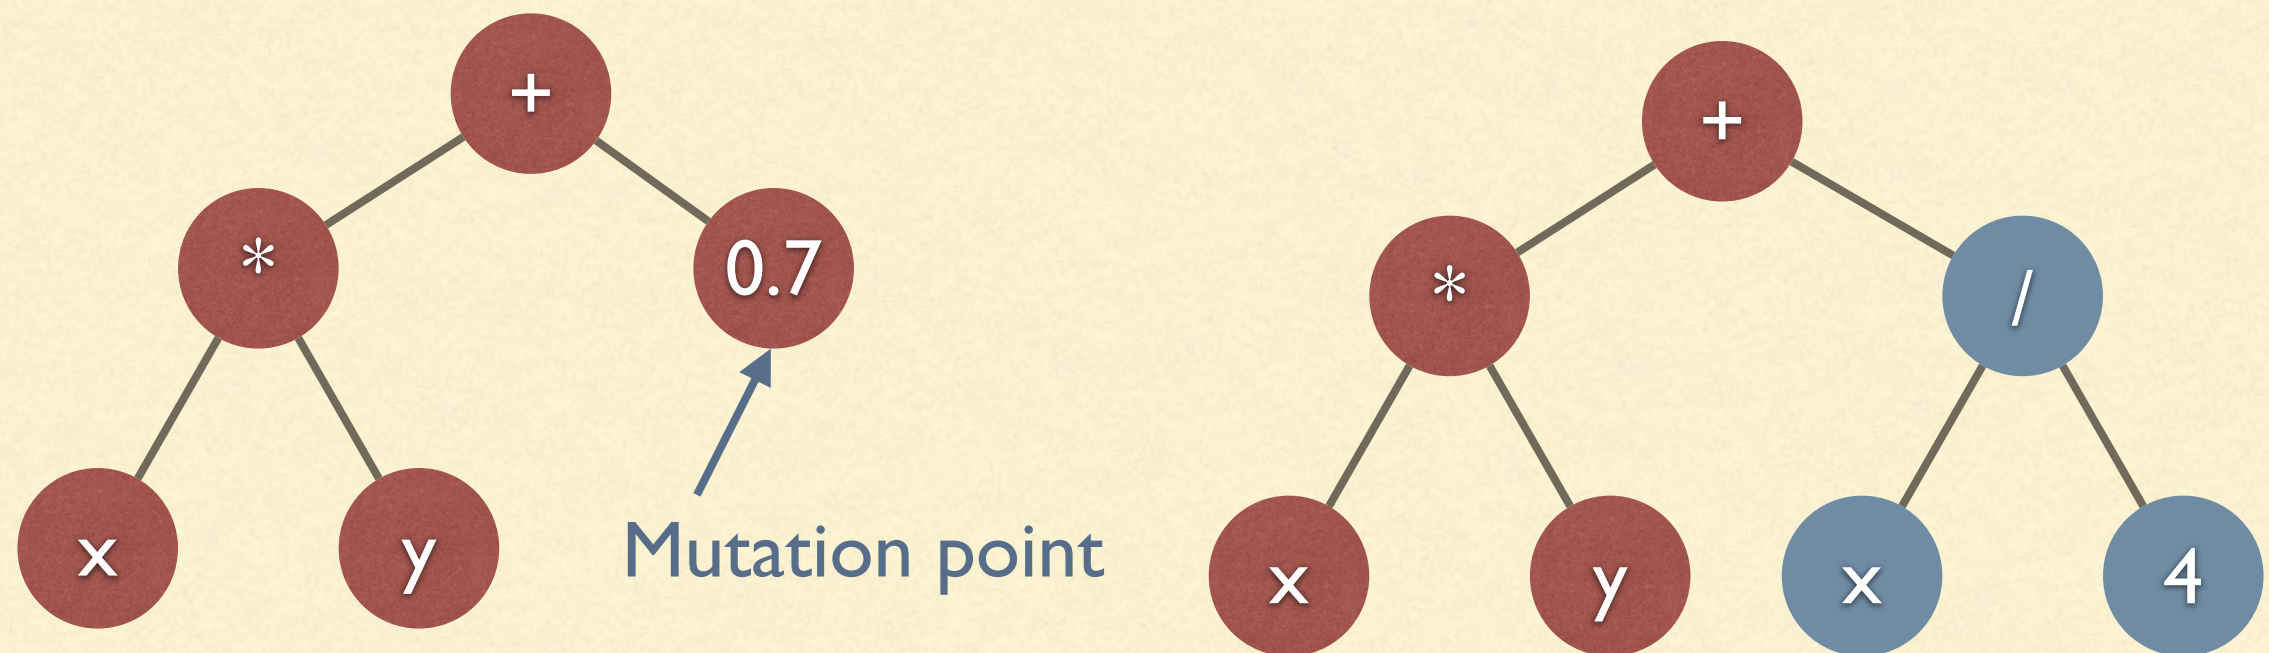 +
* 0.7
x y
Mutation point
+
* /
x y x 4